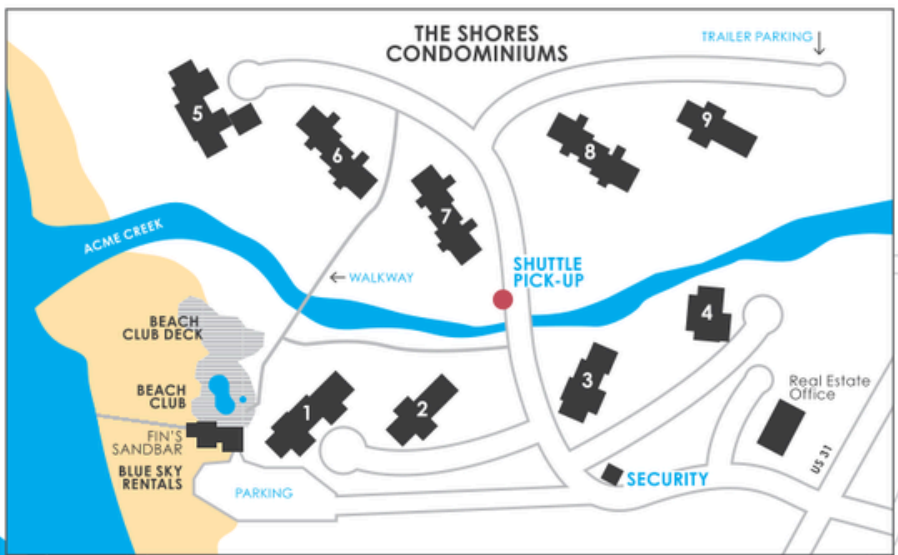 THE SHORES
CONDOMINIUMS
TRAILER PARKING
5
6
7
8
9
ACME CREEK
WALKWAY
SHUTTLE
PICK-UP
BEACH
CLUB DECK
4
3
BEACH
CLUB
1
2
Real Estate
Office
FIN'S
SANDBAR
BLUE SKY
RENTALS
PARKING
SECURITY
US 31